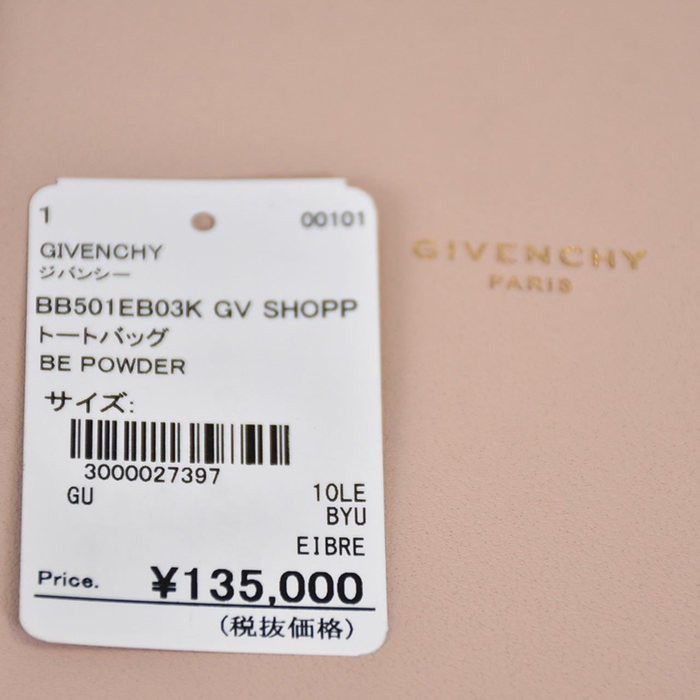 1 00101
GIVENCHY
ジバンシー
BB501EB03K GV SHOPP
トートバッグ
BE POWDER
サイズ:
3000027397
GU 10LE
BYU
EIBRE
Price. ¥135,000
(税抜価格)
GIVENCHY
PARIS